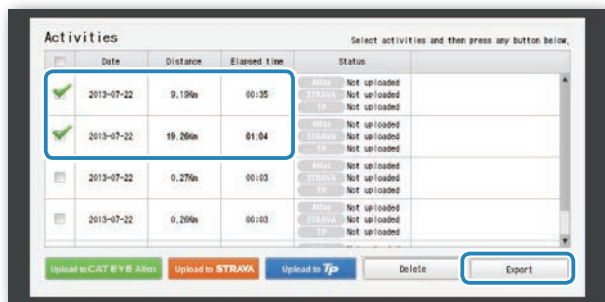 Activities
Select activities and then press any button below.
Date Distance Elapsed time Status
Atlas Not uploaded
2013-07-22 9.19Km 00:35 STRAVA Not uploaded
TP Not uploaded
Atlas Not uploaded
2013-07-22 19.26Km 01:04 STRAVA Not uploaded
TP Not uploaded
Atlas Not uploaded
2013-07-22 0.27Km 00:03 STRAVA Not uploaded
TP Not uploaded
Atlas Not uploaded
2013-07-22 0.26Km 00:03 STRAVA Not uploaded
TP Not uploaded
Not uploaded
Upload to CATEYE Atlas Upload to STRAVA Upload to TP Delete Export